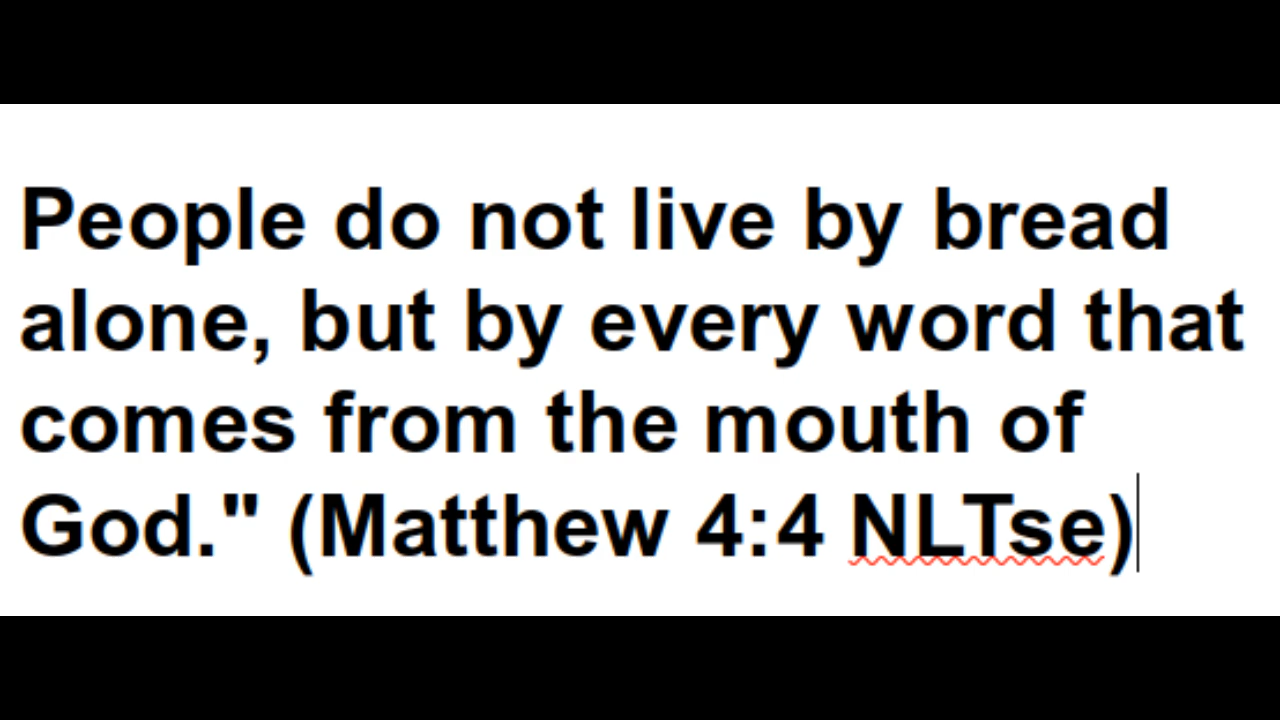 People do not live by bread
alone, but by every word that
comes from the mouth of
God." (Matthew 4:4 NLTse)